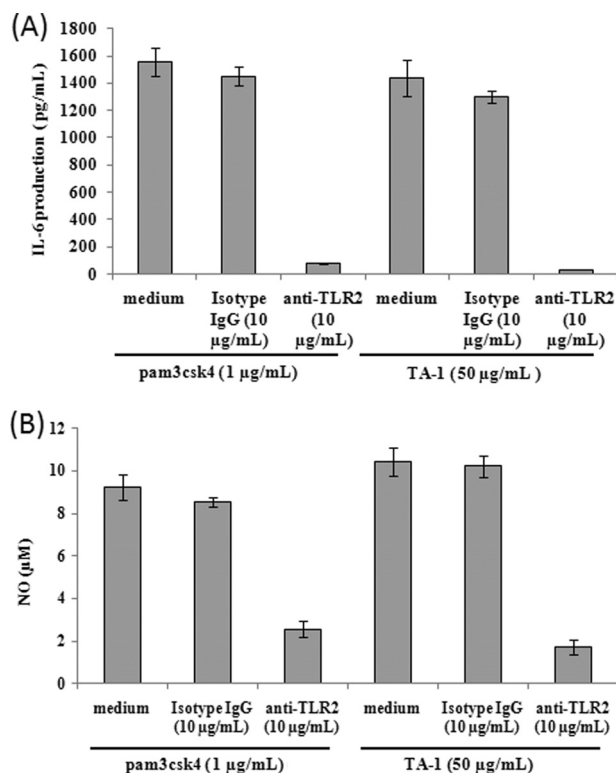 (A)
IL-6 production ( pg/mL)
1800
1600
1400
1200
1000
800
600
400
200
0
medium Isotype anti-TLR2 medium Isotype anti-TLR2
IgG (10 (10 IgG (10 (10
µg/mL) µg/mL) µg/mL) µg/mL)
pam3csk4 (1 µg/mL) TA-1 (50 µg/mL )
(B)
NO (µM)
12
10
8
6
4
2
0
medium Isotype IgG anti-TLR2 medium Isotype IgG anti-TLR2
(10 µg/mL) (10 µg/mL) (10 µg/mL) (10 µg/mL)
pam3csk4 (1 µg/mL) TA-1 (50 µg/mL)